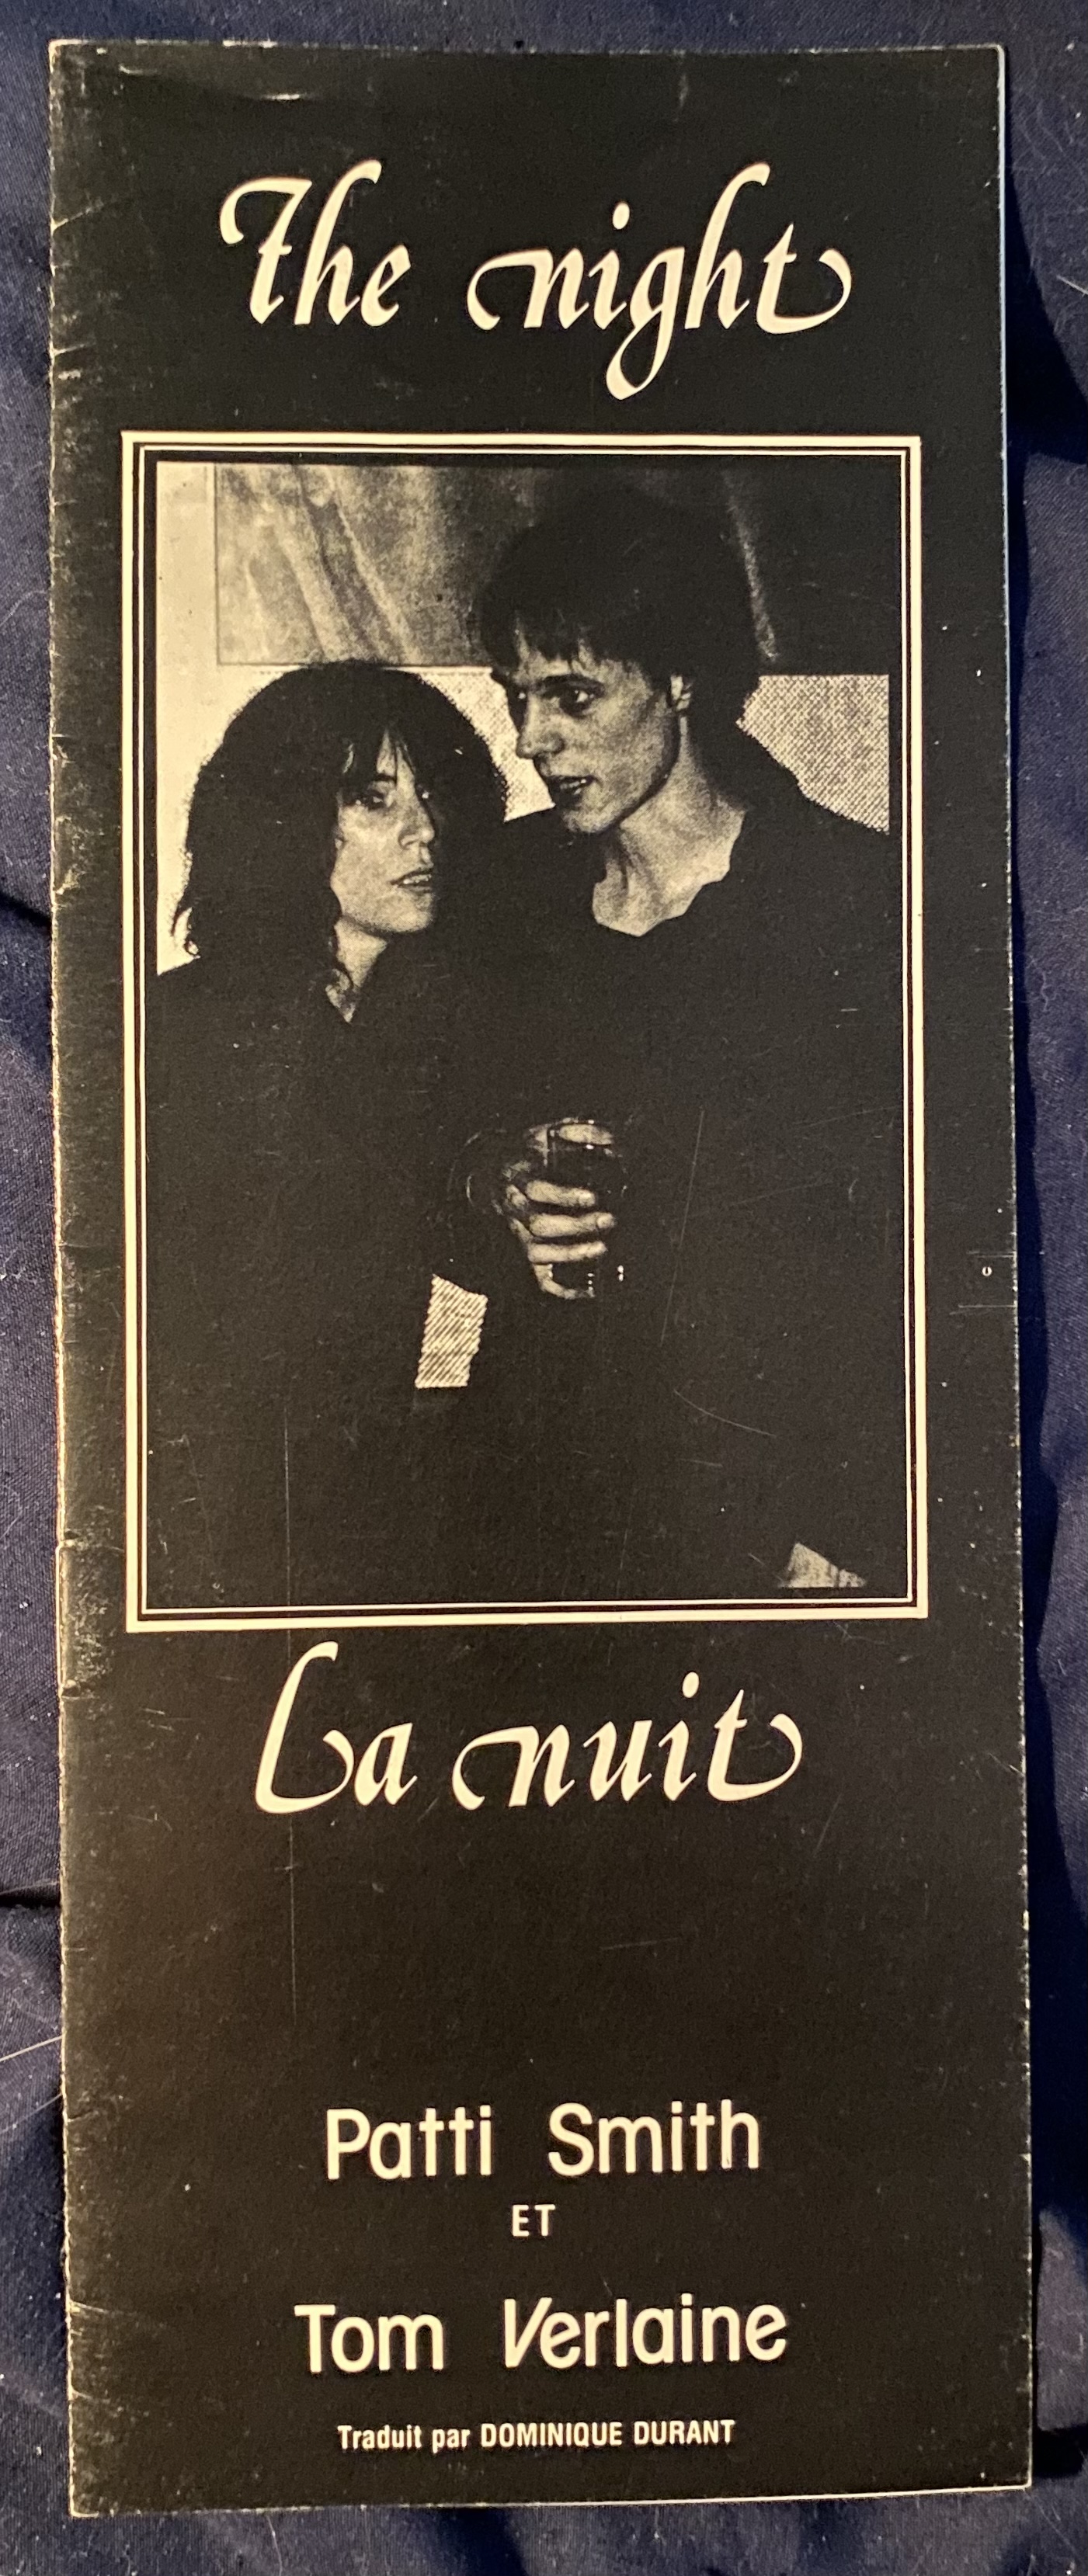 The night
La nuit
Patti Smith
ET
Tom Verlaine
Traduit par DOMINIQUE DURANT